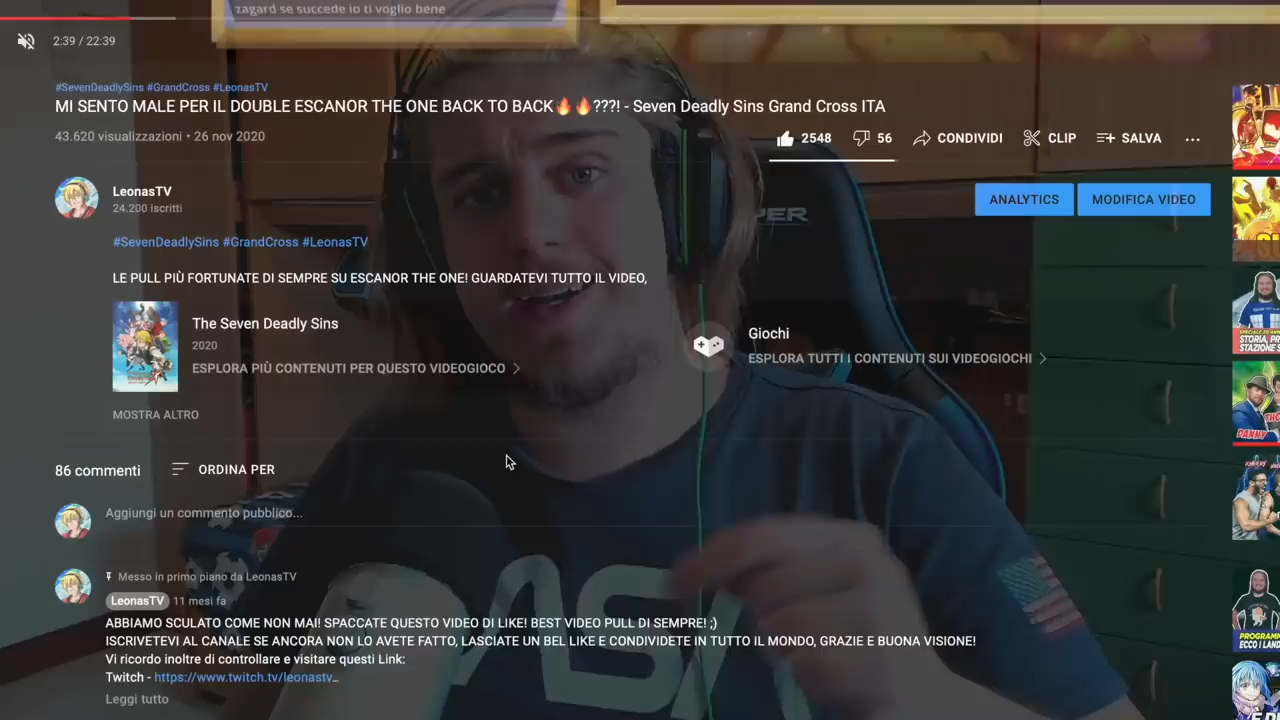 zagard se succede io ti voglio bene
2:39 / 22:39
#SevenDeadlySins #GrandCross #LeonasTV
MI SENTO MALE PER IL DOUBLE ESCANOR THE ONE BACK TO BACK🔥🔥???! - Seven Deadly Sins Grand Cross ITA
43.620 visualizzazioni • 26 nov 2020
2548
56
CONDIVIDI
CLIP
SALVA
LeonasTV
24.200 iscritti
ANALYTICS
MODIFICA VIDEO
#SevenDeadlySins #GrandCross #LeonasTV
LE PULL PIÙ FORTUNATE DI SEMPRE SU ESCANOR THE ONE! GUARDATEVI TUTTO IL VIDEO,
The Seven Deadly Sins
2020
ESPLORA PIÙ CONTENUTI PER QUESTO VIDEOGIOCO
Giochi
ESPLORA TUTTI I CONTENUTI SUI VIDEOGIOCHI
MOSTRA ALTRO
86 commenti
ORDINA PER
Aggiungi un commento pubblico...
Messo in primo piano da LeonasTV
LeonasTV 11 mesi fa
ABBIAMO SCULATO COME NON MAI! SPACCATE QUESTO VIDEO DI LIKE! BEST VIDEO PULL DI SEMPRE! ;)
ISCRIVETEVI AL CANALE SE ANCORA NON LO AVETE FATTO, LASCIATE UN BEL LIKE E CONDIVIDETE IN TUTTO IL MONDO, GRAZIE E BUONA VISIONE!
Vi ricordo inoltre di controllare e visitare questi Link:
Twitch - https://www.twitch.tv/leonastv...
Leggi tutto